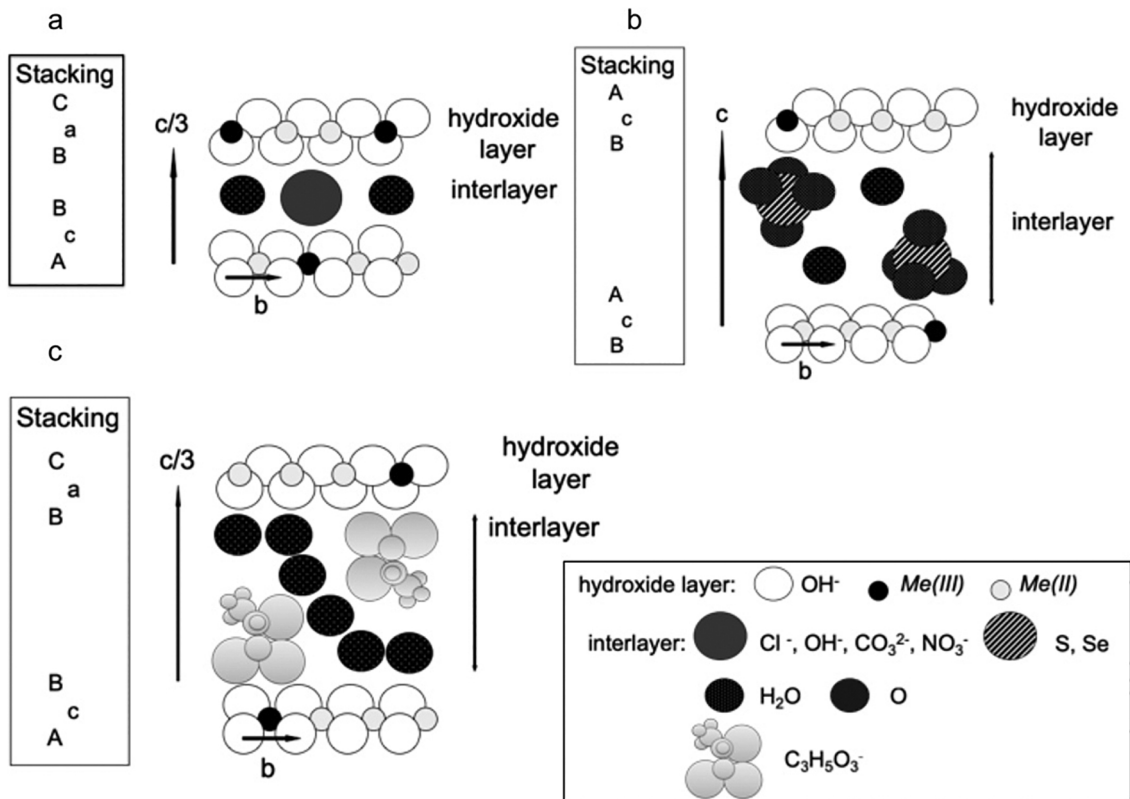 a
Stacking
C
a
B
B
c
A
c/3
hydroxide
layer
interlayer
b
b
Stacking
A
c
B
A
c
B
c
hydroxide
layer
interlayer
b
c
Stacking
C
a
B
B
c
A
c/3
hydroxide
layer
interlayer
b
hydroxide layer: OH⁻ Me(III) Me(II)
interlayer: Cl⁻, OH⁻, CO₃²⁻, NO₃⁻ S, Se
H₂O O
C₃H₅O₃⁻